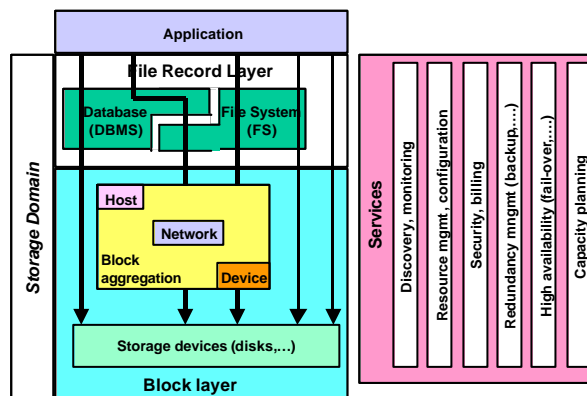 Application
File Record Layer
Database
(DBMS)
File System
(FS)
Storage Domain
Host
Network
Block
aggregation
Device
Storage devices (disks,...)
Block layer
Services
Discovery, monitoring
Resource mgmt, configuration
Security, billing
Redundancy mngmt (backup,...)
High availability (fail-over,...)
Capacity planning